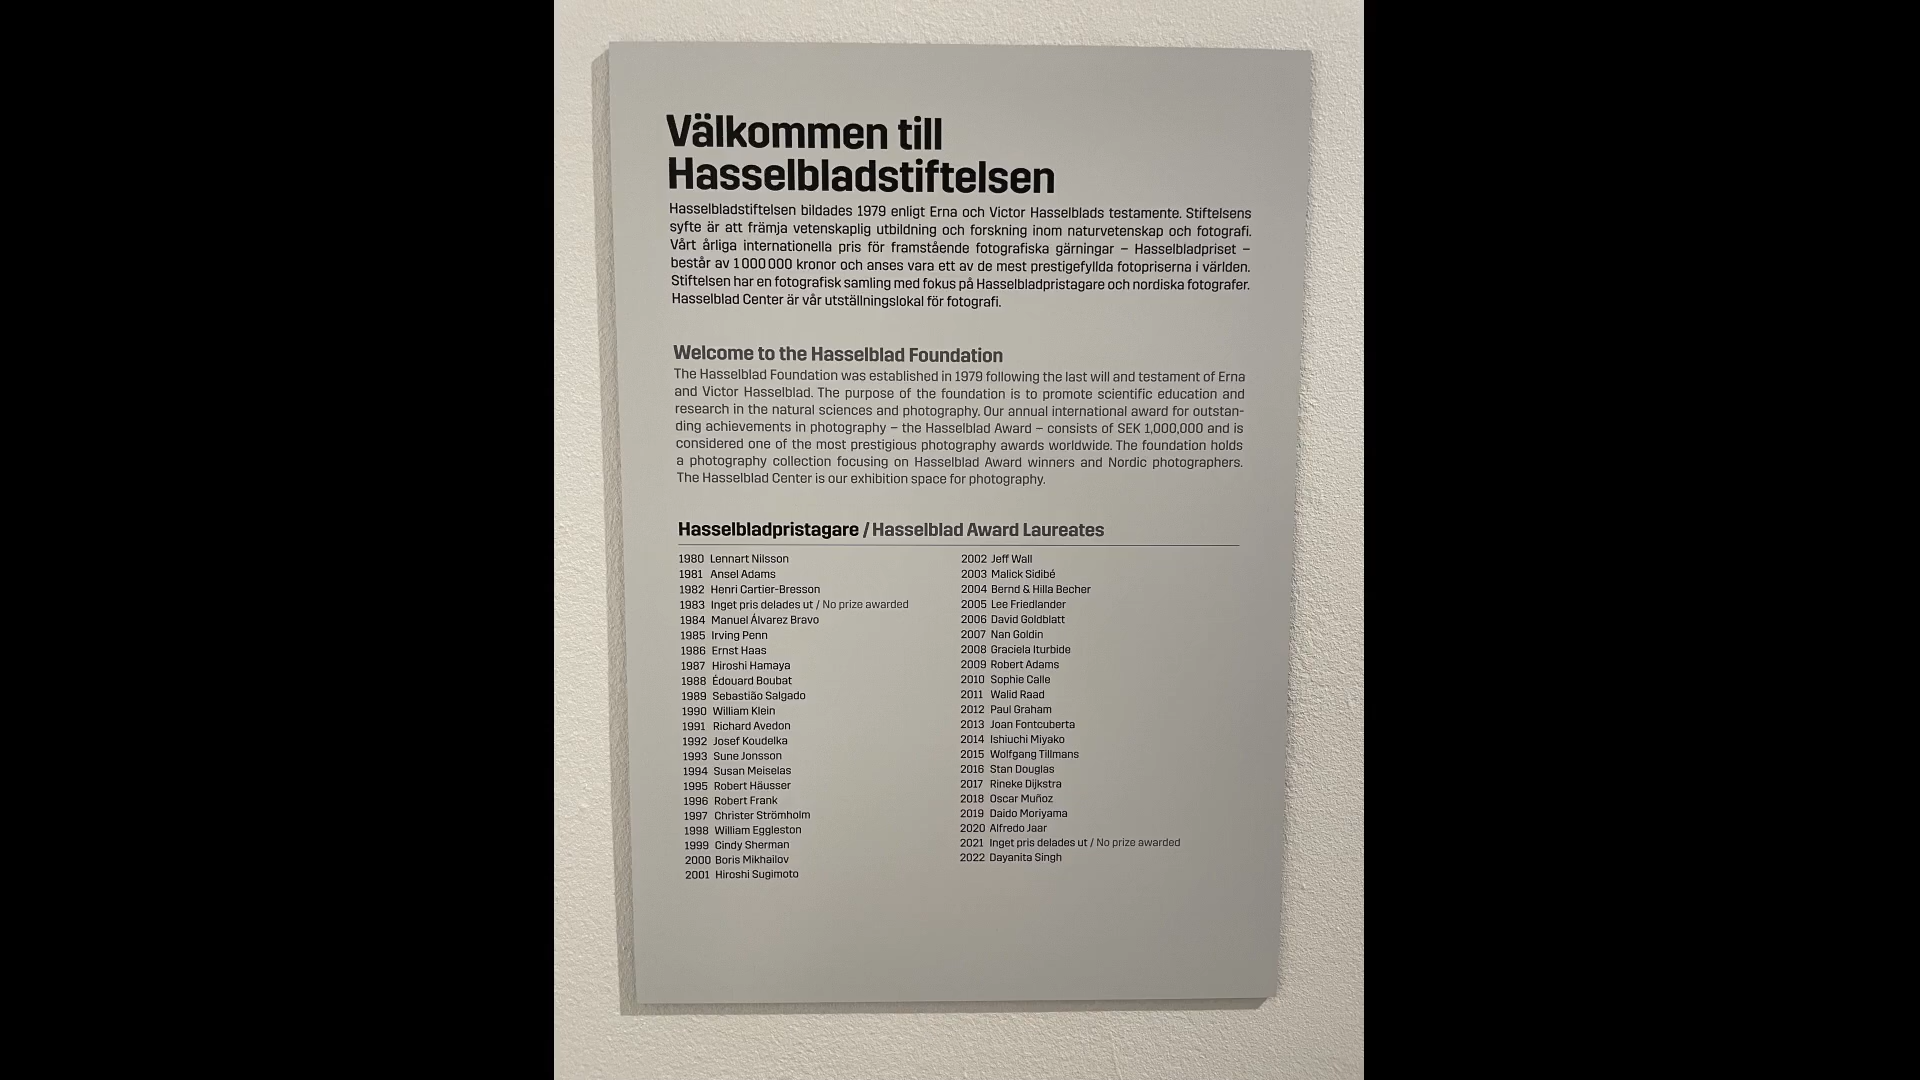 Välkommen till
Hasselbladstiftelsen
Hasselbladstiftelsen bildades 1979 enligt Erna och Victor Hasselblads testamente. Stiftelsens
syfte är att främja vetenskaplig utbildning och forskning inom naturvetenskap och fotografi.
Vårt årliga internationella pris för framstående fotografiska gärningar – Hasselbladpriset –
består av 1 000 000 kronor och anses vara ett av de mest prestigefyllda fotopriserna i världen.
Stiftelsen har en fotografisk samling med fokus på Hasselbladpristagare och nordiska fotografer.
Hasselblad Center är vår utställningslokal för fotografi.
Welcome to the Hasselblad Foundation
The Hasselblad Foundation was established in 1979 following the last will and testament of Erna
and Victor Hasselblad. The purpose of the foundation is to promote scientific education and
research in the natural sciences and photography. Our annual international award for outstan-
ding achievements in photography – the Hasselblad Award – consists of SEK 1,000,000 and is
considered one of the most prestigious photography awards worldwide. The foundation holds
a photography collection focusing on Hasselblad Award winners and Nordic photographers.
The Hasselblad Center is our exhibition space for photography.
Hasselbladpristagare / Hasselblad Award Laureates
1980 Lennart Nilsson
1981 Ansel Adams
1982 Henri Cartier-Bresson
1983 Inget pris delades ut / No prize awarded
1984 Manuel Álvarez Bravo
1985 Irving Penn
1986 Ernst Haas
1987 Hiroshi Hamaya
1988 Édouard Boubat
1989 Sebastião Salgado
1990 William Klein
1991 Richard Avedon
1992 Josef Koudelka
1993 Sune Jonsson
1994 Susan Meiselas
1995 Robert Häusser
1996 Robert Frank
1997 Christer Strömholm
1998 William Eggleston
1999 Cindy Sherman
2000 Boris Mikhailov
2001 Hiroshi Sugimoto
2002 Jeff Wall
2003 Malick Sidibé
2004 Bernd & Hilla Becher
2005 Lee Friedlander
2006 David Goldblatt
2007 Nan Goldin
2008 Graciela Iturbide
2009 Robert Adams
2010 Sophie Calle
2011 Walid Raad
2012 Paul Graham
2013 Joan Fontcuberta
2014 Ishiuchi Miyako
2015 Wolfgang Tillmans
2016 Stan Douglas
2017 Rineke Dijkstra
2018 Oscar Muñoz
2019 Daido Moriyama
2020 Alfredo Jaar
2021 Inget pris delades ut / No prize awarded
2022 Dayanita Singh